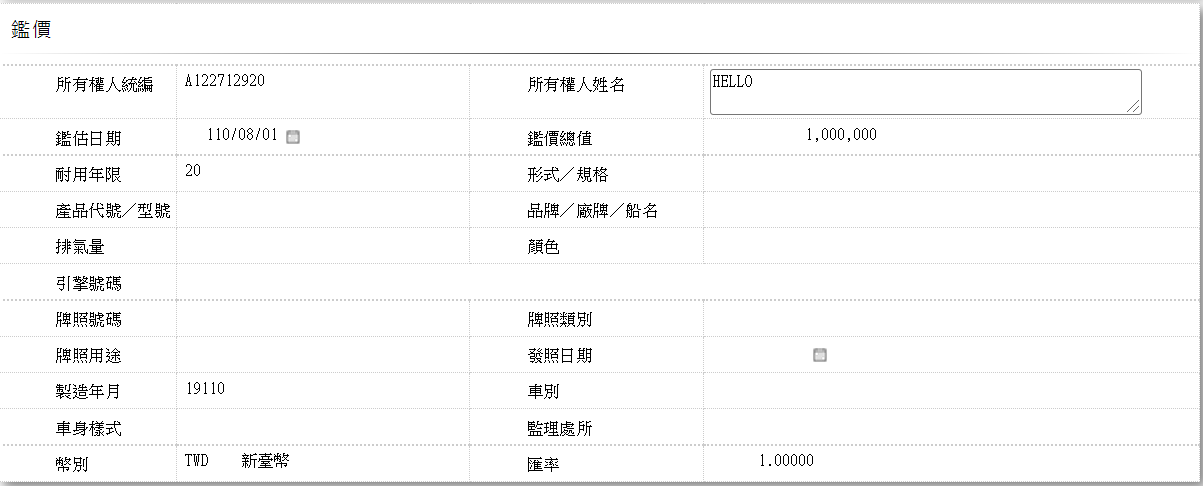 鑑價
所有權人統編 A122712920 所有權人姓名 HELLO
鑑估日期 110/08/01 鑑價總值 1,000,000
耐用年限 20 形式／規格
產品代號／型號 品牌／廠牌／船名
排氣量 顏色
引擎號碼
牌照號碼 牌照類別
牌照用途 發照日期
製造年月 19110 車別
車身樣式 監理處所
幣別 TWD 新臺幣 匯率 1.00000